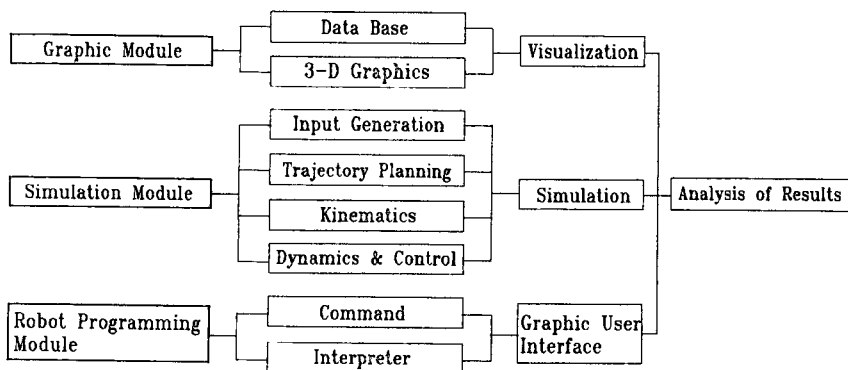 Graphic Module
Data Base
3-D Graphics
Visualization
Simulation Module
Input Generation
Trajectory Planning
Kinematics
Dynamics & Control
Simulation
Analysis of Results
Robot Programming
Module
Command
Interpreter
Graphic User
Interface